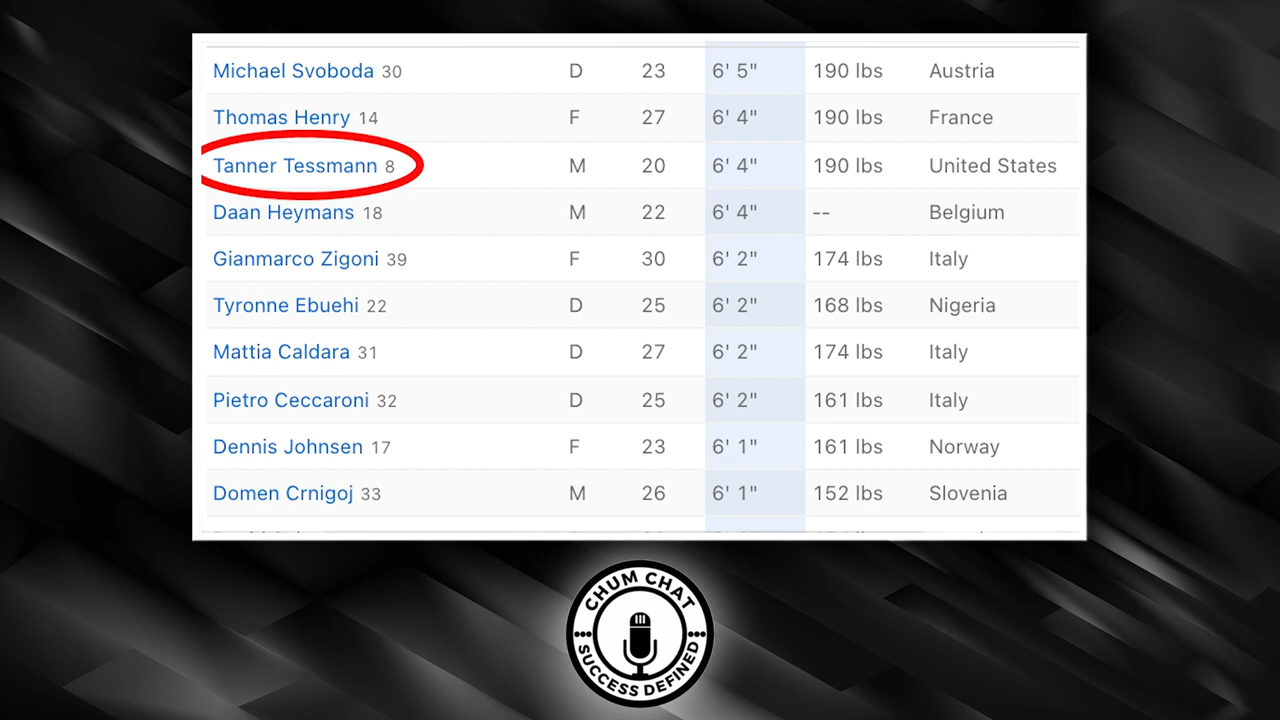 Michael Svoboda 30 D 23 6' 5" 190 lbs Austria
Thomas Henry 14 F 27 6' 4" 190 lbs France
Tanner Tessmann 8 M 20 6' 4" 190 lbs United States
Daan Heymans 18 M 22 6' 4" -- Belgium
Gianmarco Zigoni 39 F 30 6' 2" 174 lbs Italy
Tyronne Ebuehi 22 D 25 6' 2" 168 lbs Nigeria
Mattia Caldara 31 D 27 6' 2" 174 lbs Italy
Pietro Ceccaroni 32 D 25 6' 2" 161 lbs Italy
Dennis Johnsen 17 F 23 6' 1" 161 lbs Norway
Domen Crnigoj 33 M 26 6' 1" 152 lbs Slovenia
CHUM CHAT
SUCCESS DEFINED